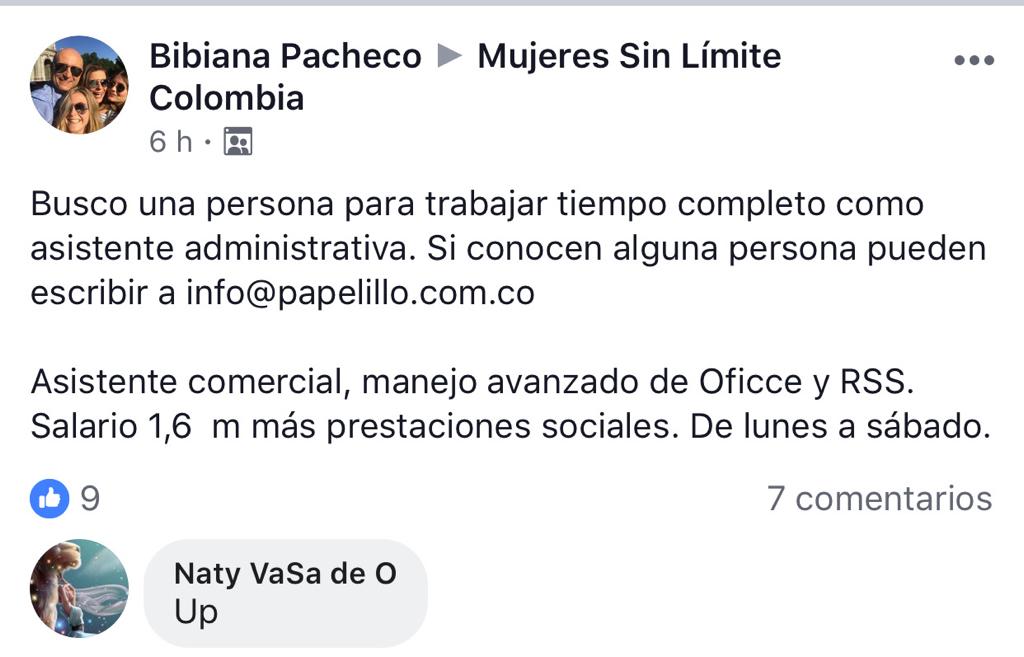 Bibiana Pacheco ▶ Mujeres Sin Límite
Colombia
6 h ·
Busco una persona para trabajar tiempo completo como
asistente administrativa. Si conocen alguna persona pueden
escribir a info@papelillo.com.co
Asistente comercial, manejo avanzado de Oficce y RSS.
Salario 1,6  m más prestaciones sociales. De lunes a sábado.
9 7 comentarios
Naty VaSa de O
Up